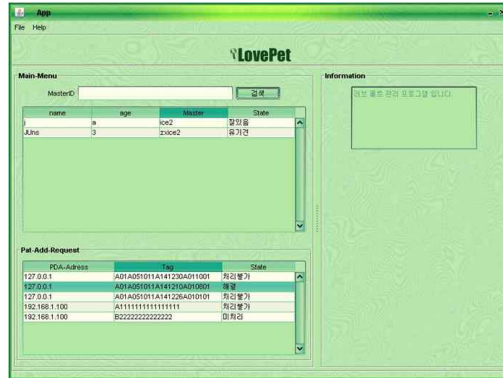 App
File Help
LovePet
Main-Menu
MasterID 검색
name age Master State
j a ice2 잘있음
JUns 3 zxice2 유기견
Pat-Add-Request
PDA-Adress Tag State
127.0.0.1 A01A051011A141230A011001 처리불가
127.0.0.1 A01A051011A141210A010801 해결
127.0.0.1 A01A051011A141226A010101 처리불가
192.168.1.100 처리불가
192.168.1.100 미처리
Information
러브 펫트 관리 프로그램 입니다.